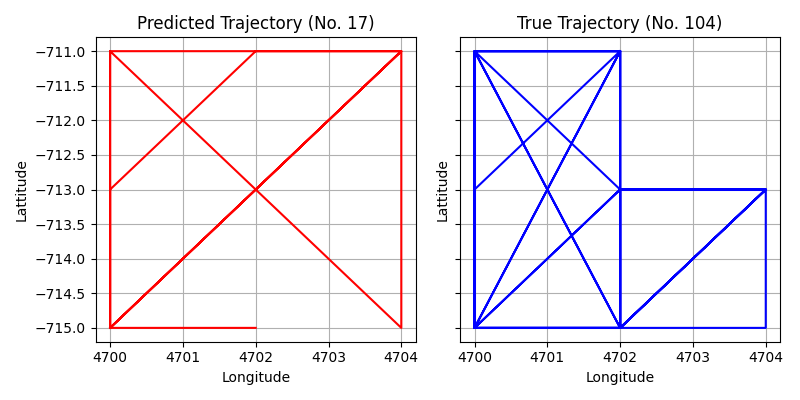 Predicted Trajectory (No. 17)
True Trajectory (No. 104)
−711.0
−711.5
−712.0
−712.5
−713.0
−713.5
−714.0
−714.5
−715.0
Lattitude
Lattitude
4700 4701 4702 4703 4704
4700 4701 4702 4703 4704
Longitude
Longitude